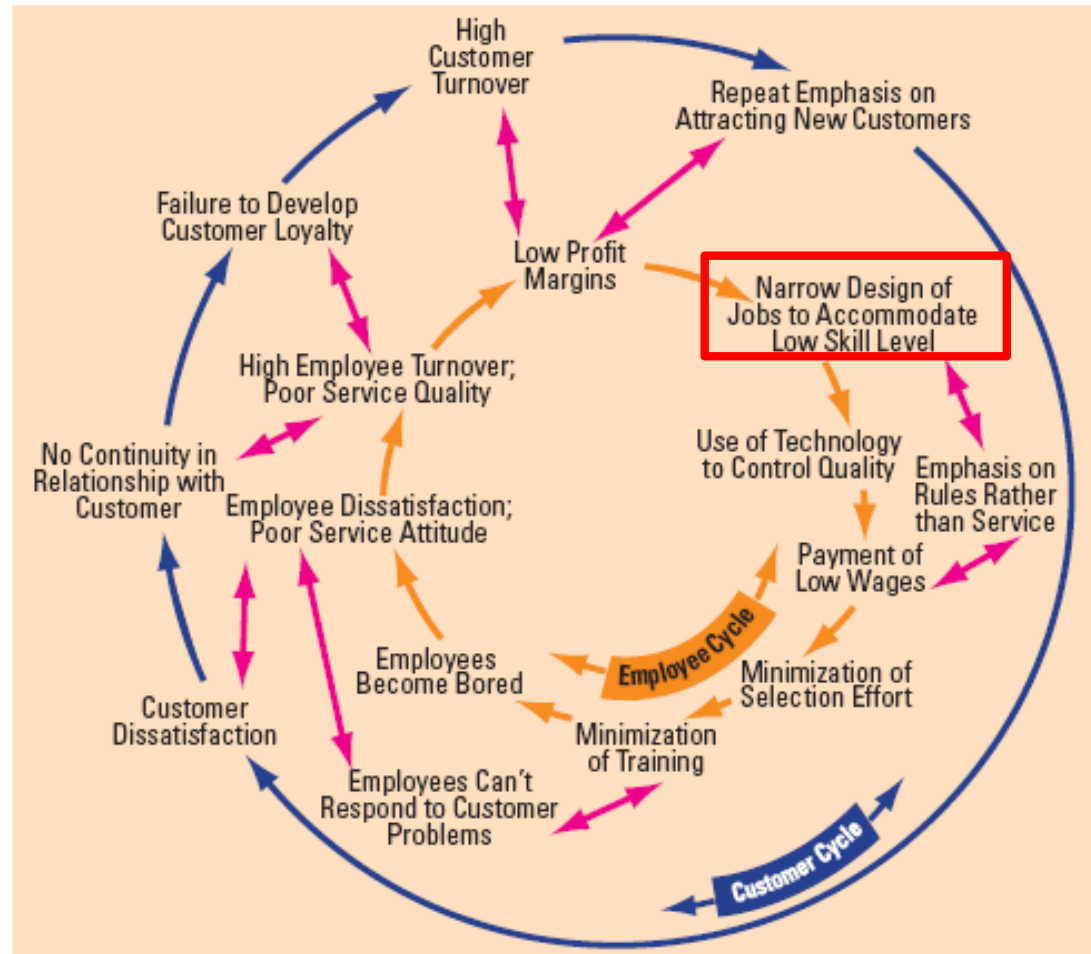 High
Customer
Turnover
Repeat Emphasis on
Attracting New Customers
Failure to Develop
Customer Loyalty
Low Profit
Margins
Narrow Design of
Jobs to Accommodate
Low Skill Level
High Employee Turnover;
Poor Service Quality
Use of Technology
to Control Quality
No Continuity in
Relationship with
Customer
Emphasis on
Rules Rather
than Service
Employee Dissatisfaction;
Poor Service Attitude
Payment of
Low Wages
Employee Cycle
Employees
Become Bored
Minimization of
Selection Effort
Customer
Dissatisfaction
Minimization
of Training
Employees Can't
Respond to Customer
Problems
Customer Cycle